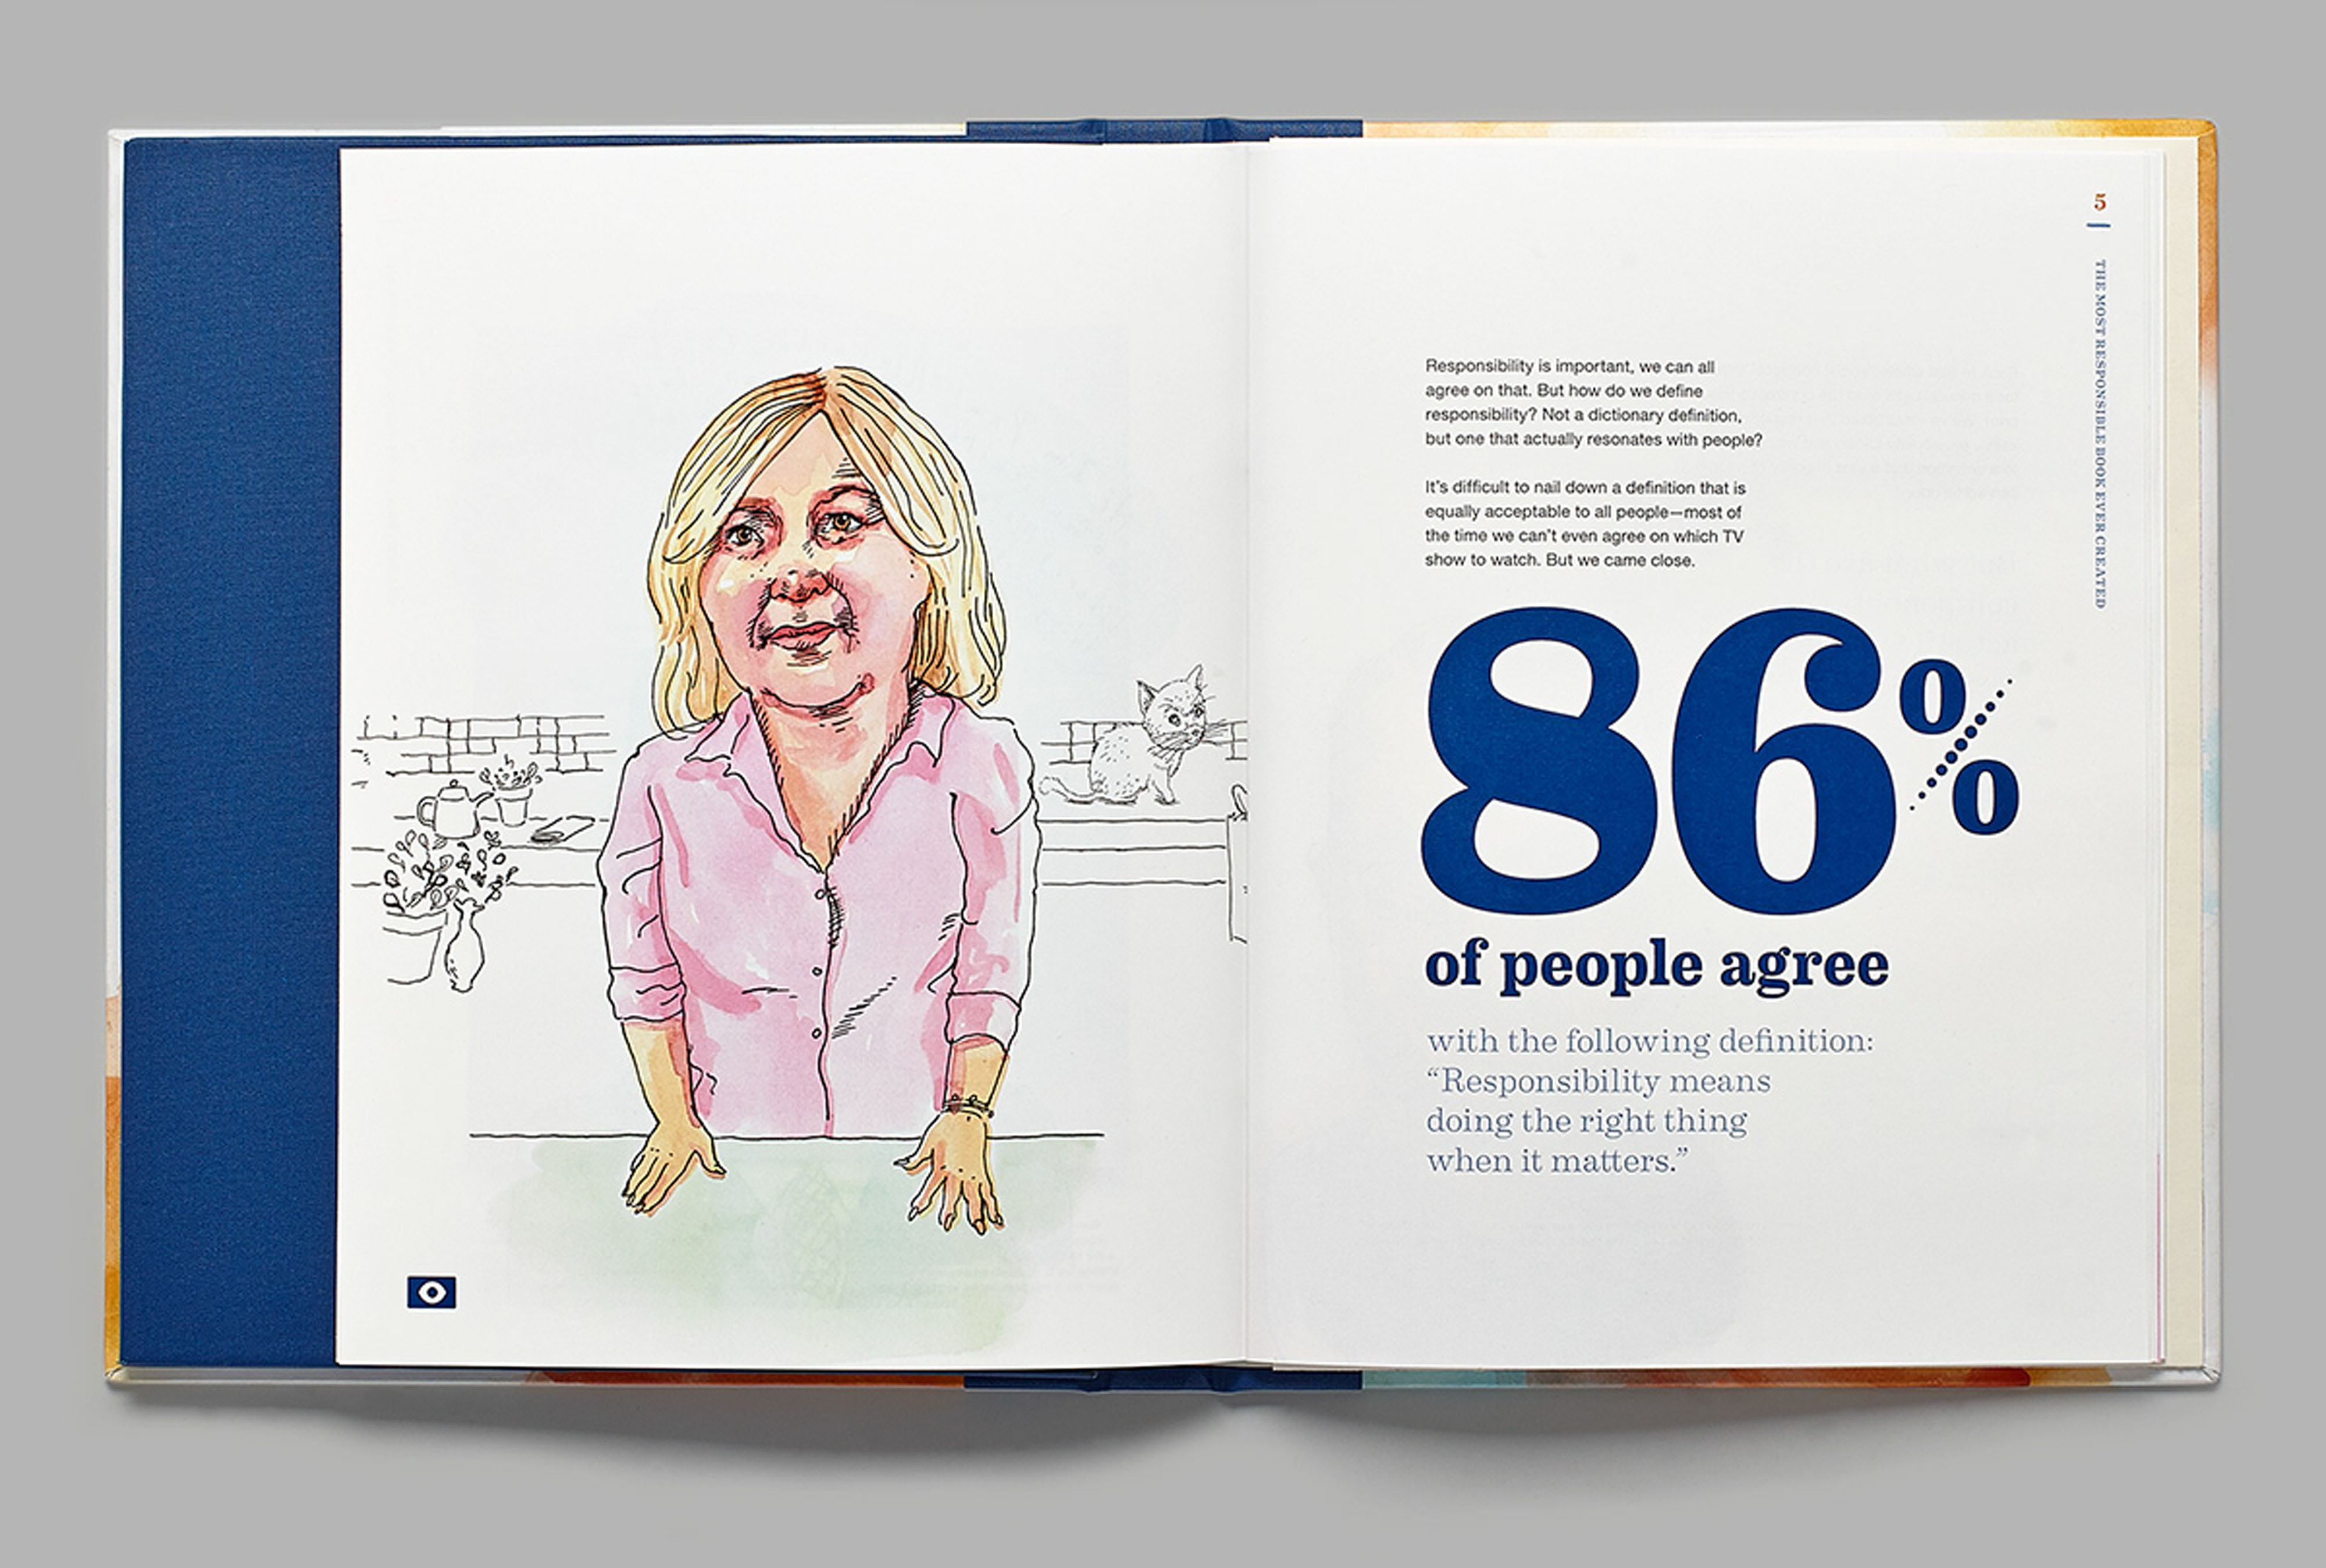 5
THE MOST RESPONSIBLE BOOK EVER CREATED
Responsibility is important, we can all
agree on that. But how do we define
responsibility? Not a dictionary definition,
but one that actually resonates with people?
It's difficult to nail down a definition that is
equally acceptable to all people—most of
the time we can't even agree on which TV
show to watch. But we came close.
86%
of people agree
with the following definition:
“Responsibility means
doing the right thing
when it matters.”